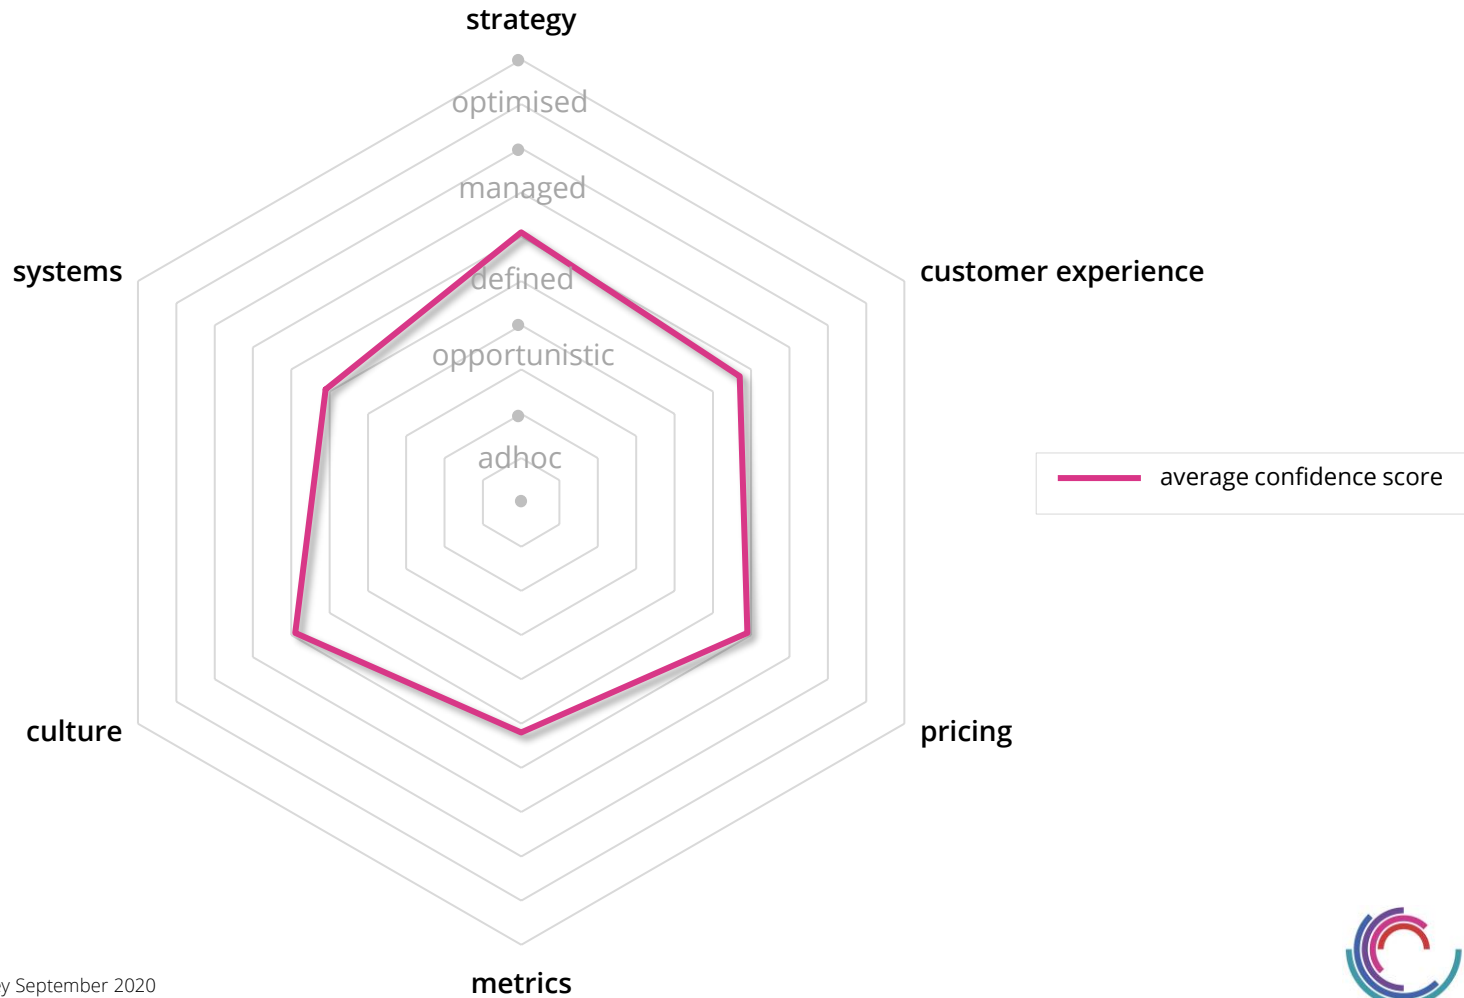 strategy
optimised
managed
systems
customer experience
defined
opportunistic
adhoc
average confidence score
culture
pricing
metrics
September 2020